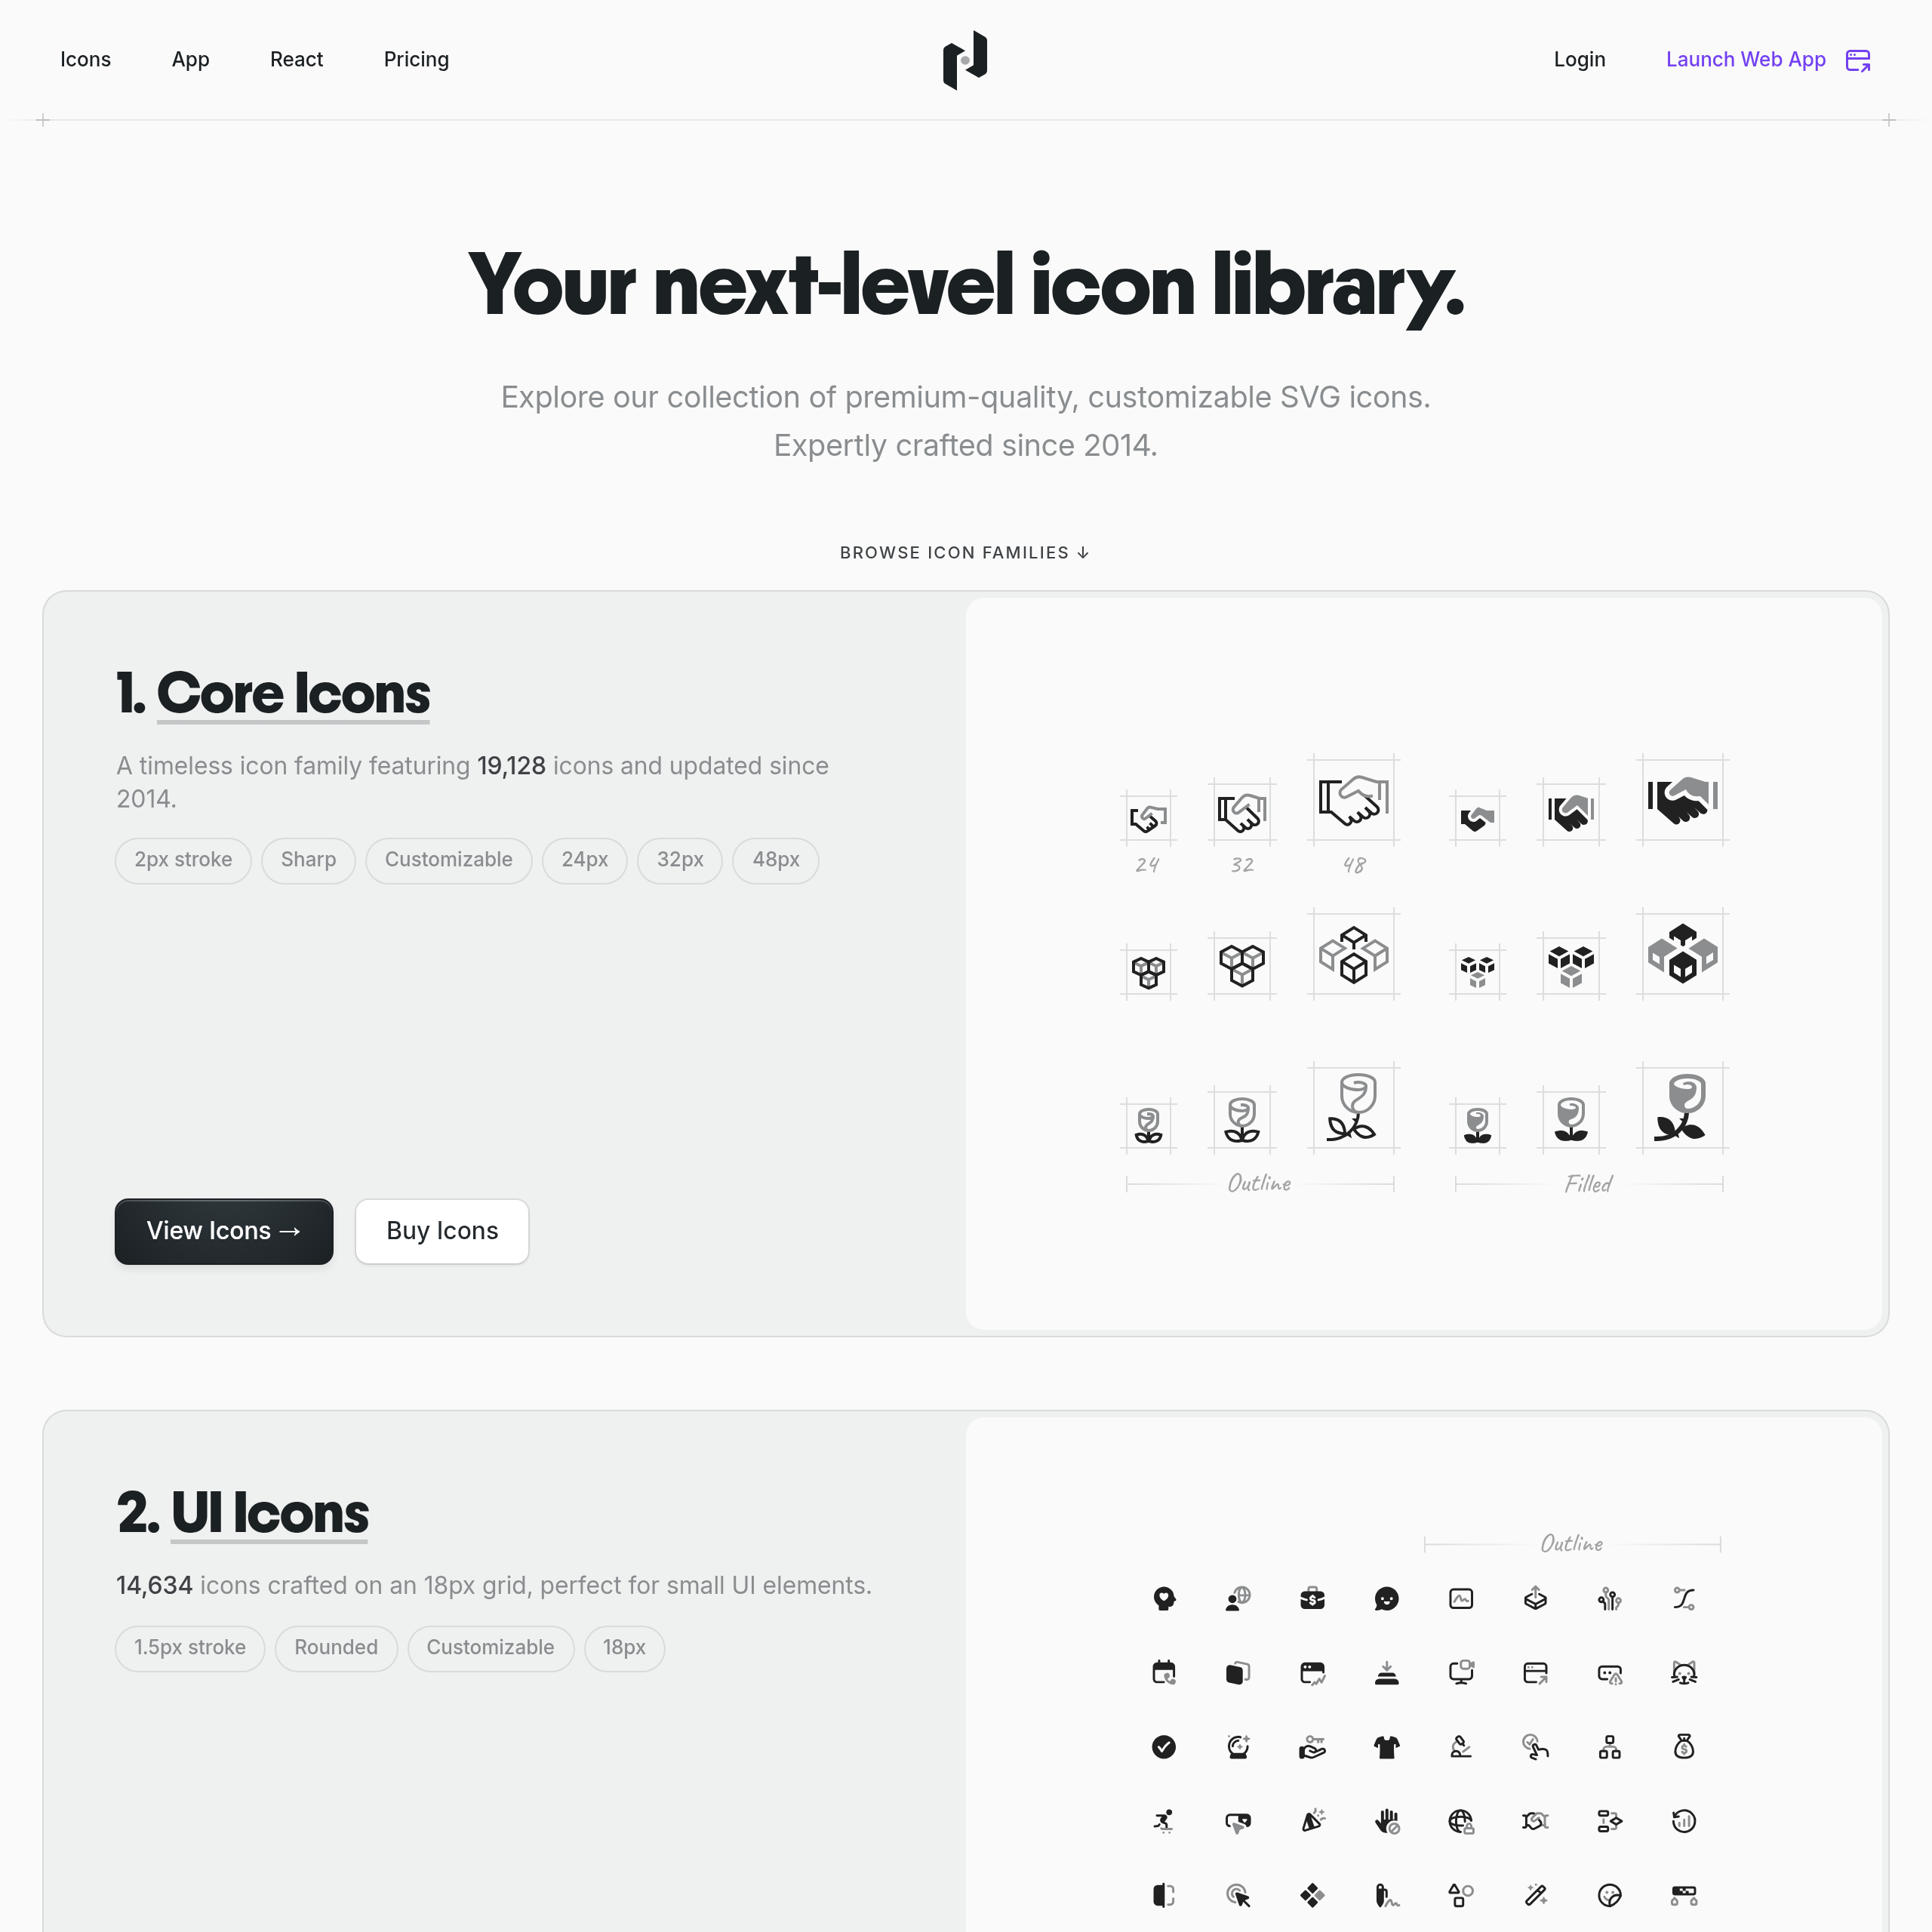 Icons
App
React
Pricing
Login
Launch Web App
Your next-level icon library.
Explore our collection of premium-quality, customizable SVG icons.
Expertly crafted since 2014.
BROWSE ICON FAMILIES ↓
1. Core Icons
A timeless icon family featuring 19,128 icons and updated since
2014.
2px stroke
Sharp
Customizable
24px
32px
48px
View Icons →
Buy Icons
24
32
48
Outline
Filled
2. UI Icons
14,634 icons crafted on an 18px grid, perfect for small UI elements.
1.5px stroke
Rounded
Customizable
18px
Outline